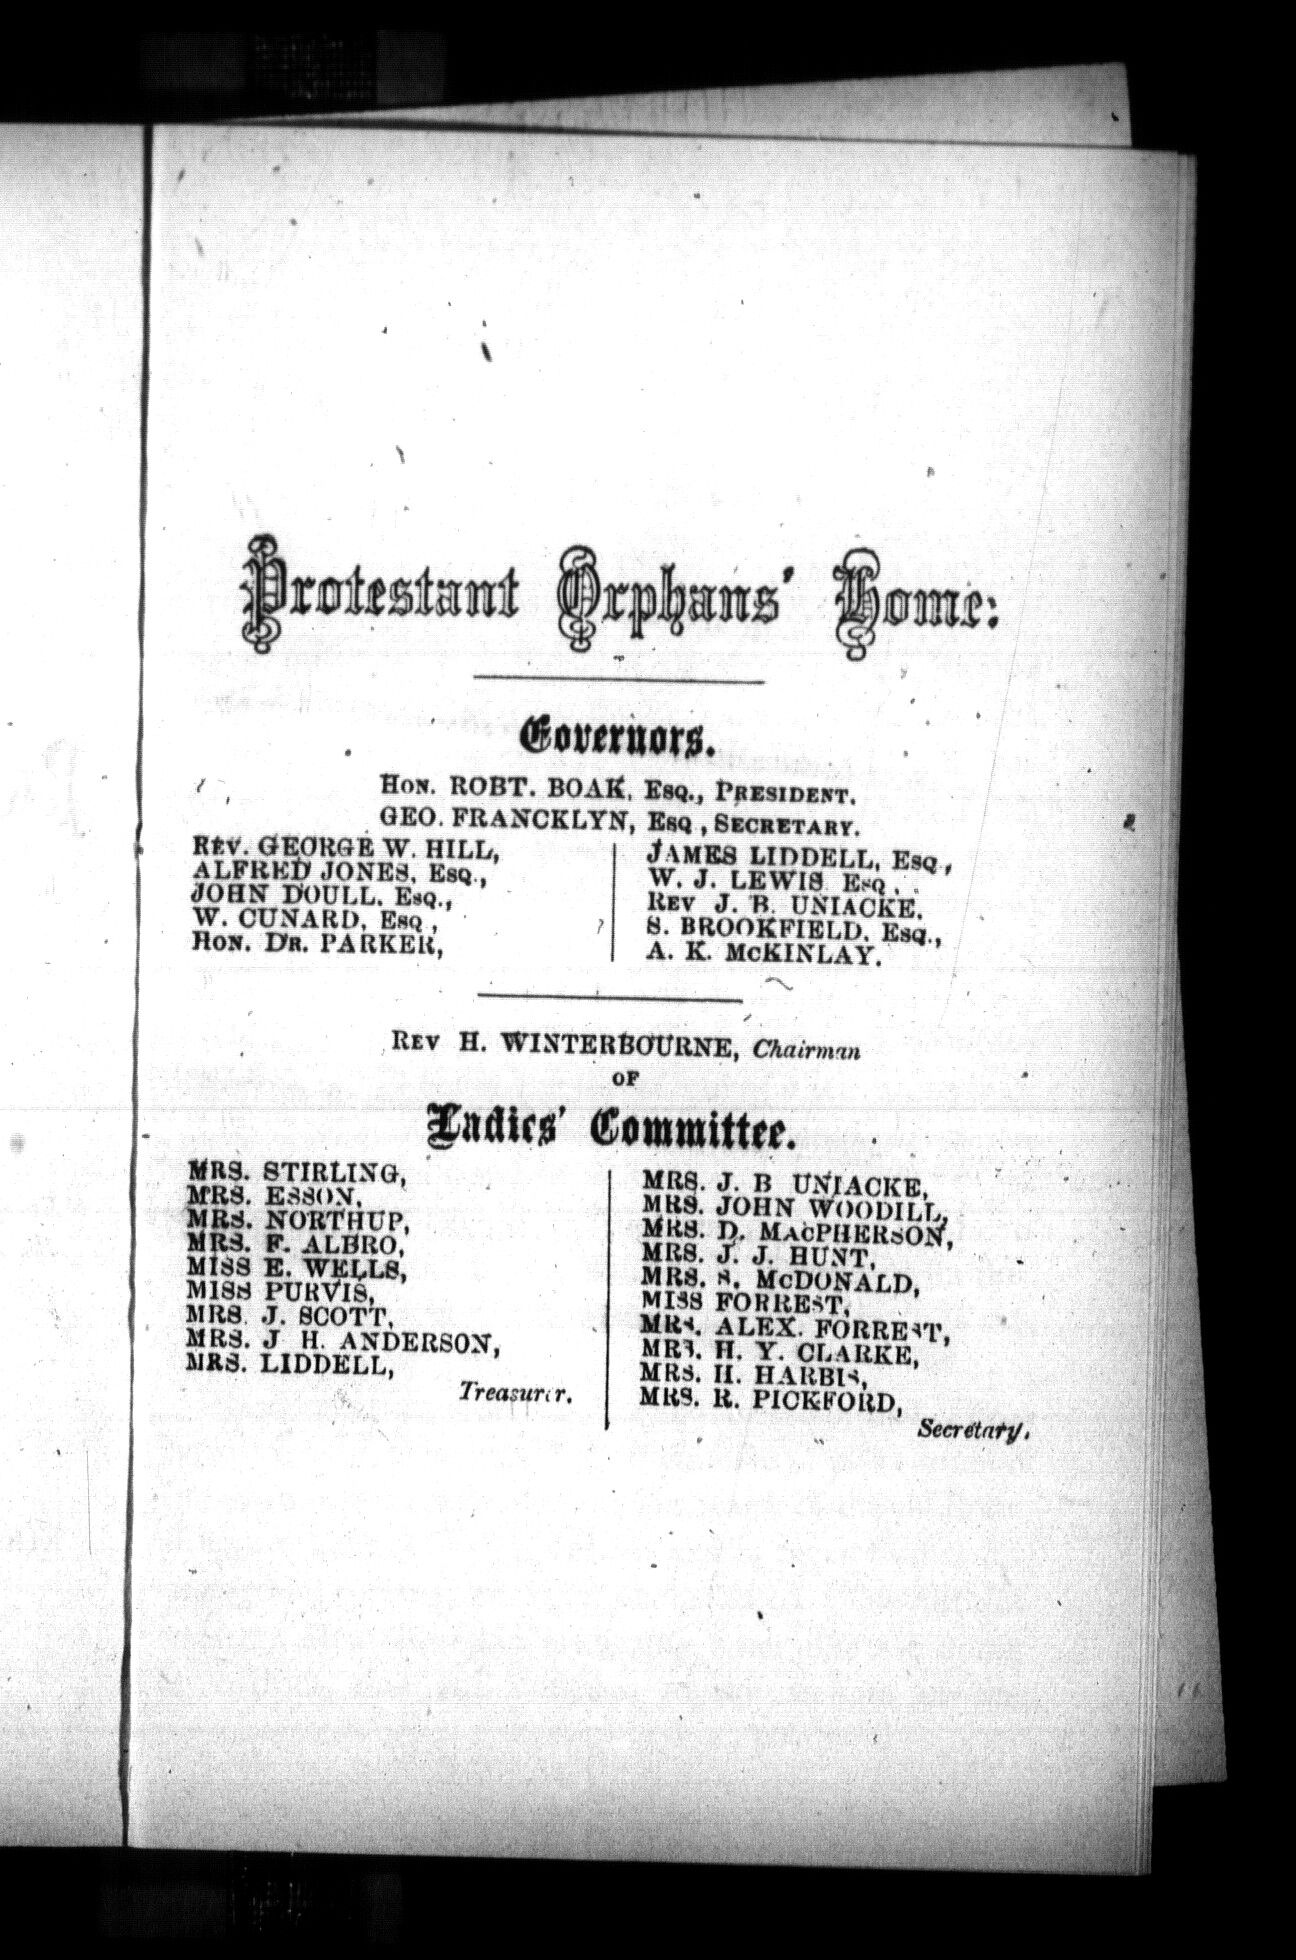 Protestant Orphans' Home:
Governors.
HON. ROBT. BOAK, ESQ., PRESIDENT.
GEO. FRANCKLYN, ESQ, SECRETARY.
REV. GEORGE W. HILL,
ALFRED JONES, ESQ.,
JOHN DOULL, ESQ.,
W. CUNARD, ESQ,
HON. DR. PARKER,
JAMES LIDDELL, ESQ,
W. J. LEWIS ESQ,
REV J. B. UNIACKE,
S. BROOKFIELD, ESQ.,
A. K. MCKINLAY.
REV H. WINTERBOURNE, Chairman
OF
Ladies' Committee.
MRS. STIRLING,
MRS. ESSON,
MRS. NORTHUP,
MRS. F. ALBRO,
MISS E. WELLS,
MISS PURVIS,
MRS. J. SCOTT,
MRS. J H. ANDERSON,
MRS. LIDDELL,
Treasurer.
MRS. J. B UNIACKE,
MRS. JOHN WOODILL,
MRS. D. MACPHERSON,
MRS. J. J. HUNT,
MRS. S. MCDONALD,
MISS FORREST,
MRS. ALEX. FORREST,
MRS. H. Y. CLARKE,
MRS. H. HARRIS,
MRS. R. PICKFORD,
Secretary.